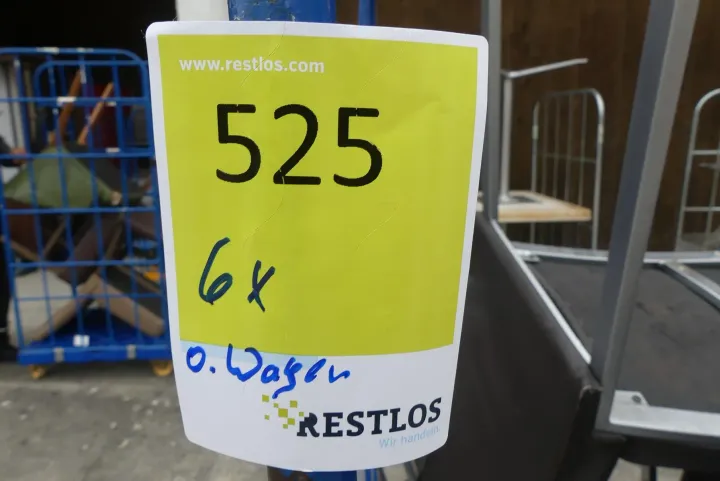 www.restlos.com
525
6x
o. Wagen
RESTLOS
Wir handeln.